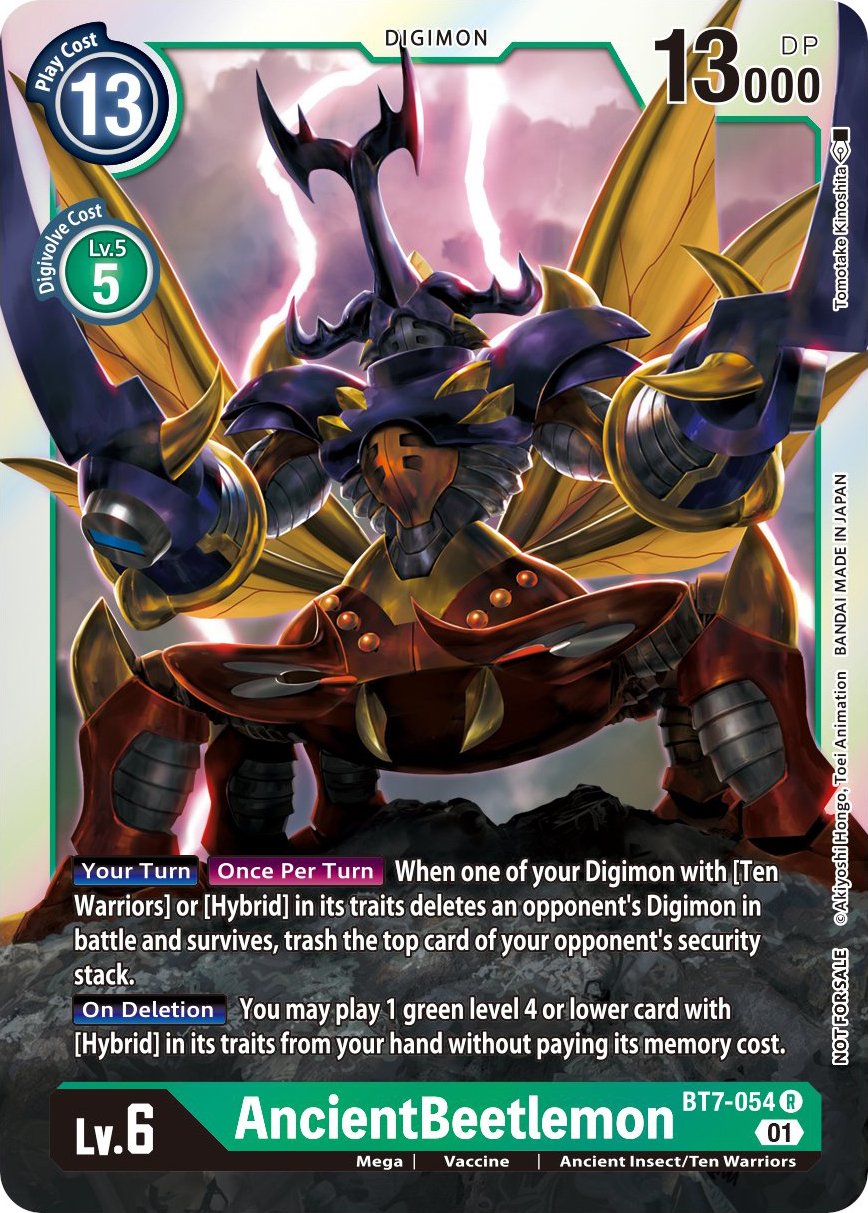 DIGIMON
Play Cost
13
DP
13000
Digivolve Cost
Lv.5
5
Tomotake Kinoshita
©Akiyoshi Hongo, Toei Animation BANDAI MADE IN JAPAN
NOT FOR SALE
Your Turn Once Per Turn When one of your Digimon with [Ten
Warriors] or [Hybrid] in its traits deletes an opponent's Digimon in
battle and survives, trash the top card of your opponent's security
stack.
On Deletion You may play 1 green level 4 or lower card with
[Hybrid] in its traits from your hand without paying its memory cost.
Lv.6
AncientBeetlemon
BT7-054 R
01
Mega | Vaccine | Ancient Insect/Ten Warriors